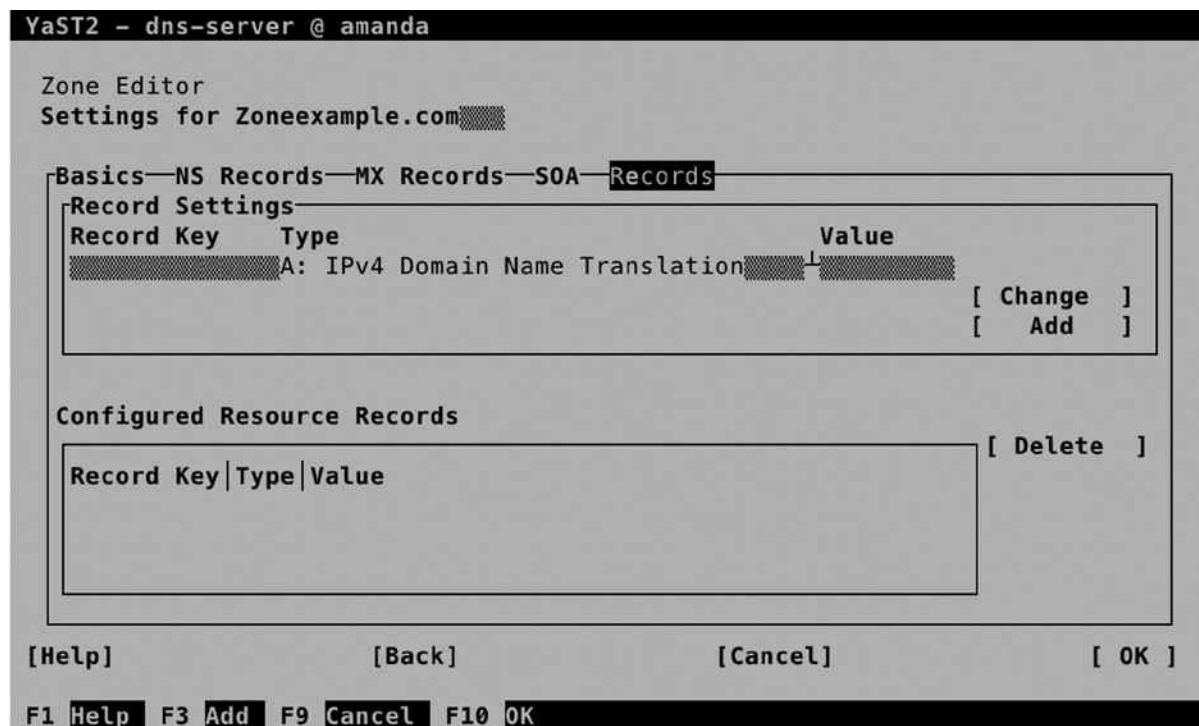 YaST2 - dns-server @ amanda
Zone Editor
Settings for Zoneexample.com
Basics NS Records MX Records SOA Records
Record Settings
Record Key Type Value
A: IPv4 Domain Name Translation
[ Change ]
[ Add ]
Configured Resource Records
[ Delete ]
Record Key|Type|Value
[Help] [Back] [Cancel] [ OK ]
F1 Help F3 Add F9 Cancel F10 OK